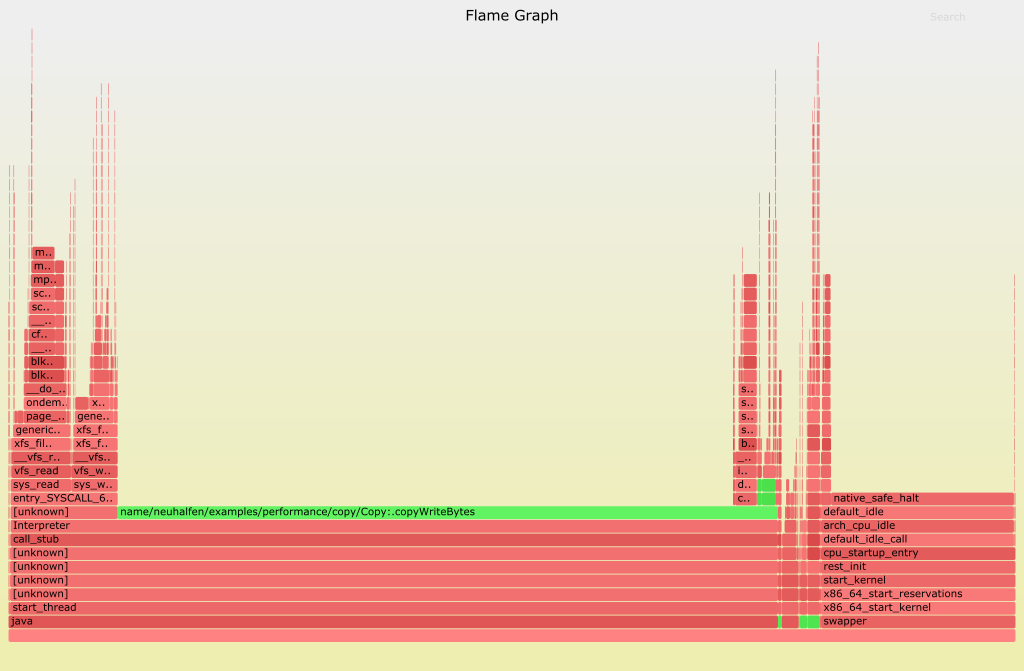 Flame Graph
Search
m..
m..
mp..
sc..
sc..
__..
cf..
__..
blk..
blk..
__do_.. s..
ondem.. x.. s..
page_.. gene.. s..
generic.. xfs_f.. s..
xfs_fil.. xfs_f.. b..
__vfs_r.. __vfs.. _..
vfs_read vfs_w.. i..
sys_read sys_w.. d..
entry_SYSCALL_6.. c.. native_safe_halt
[unknown] name/neuhalfen/examples/performance/copy/Copy:.copyWriteBytes default_idle
Interpreter arch_cpu_idle
call_stub default_idle_call
[unknown] cpu_startup_entry
[unknown] rest_init
[unknown] start_kernel
[unknown] x86_64_start_reservations
start_thread x86_64_start_kernel
java swapper